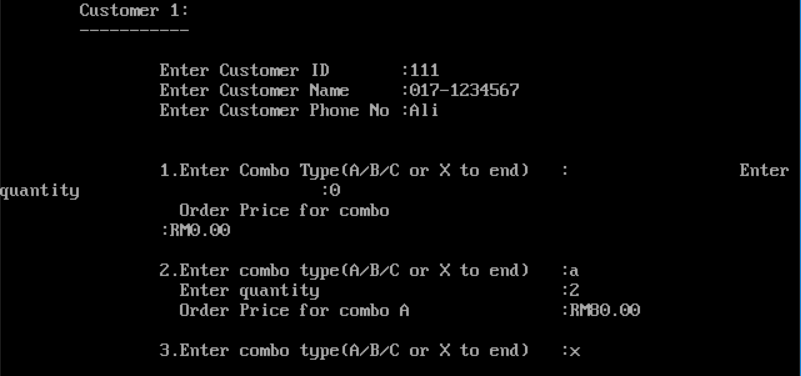 Customer 1:
-----------
Enter Customer ID :111
Enter Customer Name :017-1234567
Enter Customer Phone No :Ali
1.Enter Combo Type(A/B/C or X to end) : Enter
quantity :0
Order Price for combo
:RM0.00
2.Enter combo type(A/B/C or X to end) :a
Enter quantity :2
Order Price for combo A :RM80.00
3.Enter combo type(A/B/C or X to end) :x